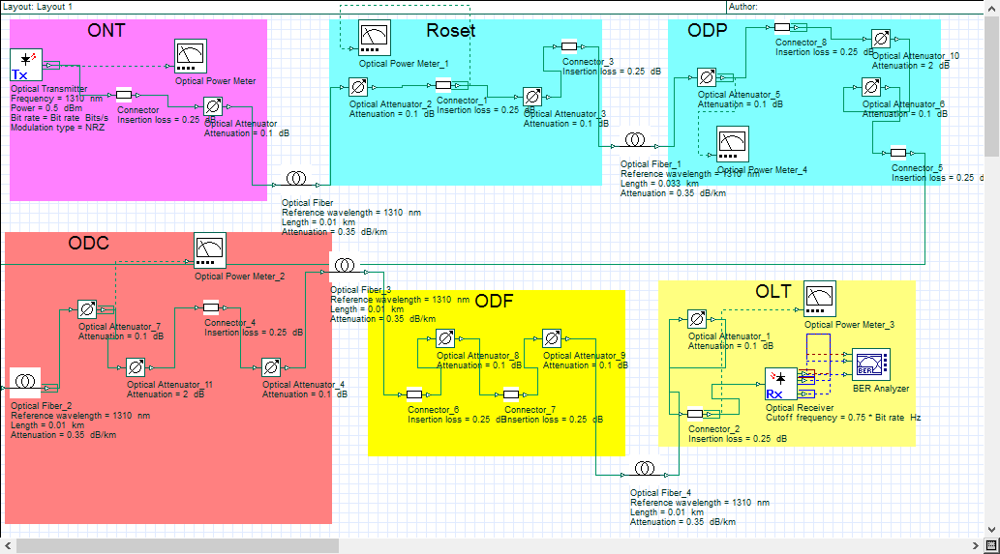 Layout: Layout 1
Author:
ONT
Tx
Optical Power Meter
Optical Transmitter
Frequency = 1310 nm
Power = 0.5 dBm
Bit rate = Bit rate Bits/s
Modulation type = NRZ
Connector
Insertion loss = 0.25 dB
Optical Attenuator
Attenuation = 0.1 dB
Optical Fiber
Reference wavelength = 1310 nm
Length = 0.01 km
Attenuation = 0.35 dB/km
Roset
Optical Power Meter_1
Optical Attenuator_2
Attenuation = 0.1 dB
Connector_1
Insertion loss = 0.25 dB
Connector_3
Insertion loss = 0.25 dB
Optical Attenuator_3
Attenuation = 0.1 dB
Optical Fiber_1
Reference wavelength = 1310 nm
Length = 0.033 km
Attenuation = 0.35 dB/km
ODP
Connector_8
Insertion loss = 0.25 dB
Optical Attenuator_10
Attenuation = 2 dB
Optical Attenuator_5
Attenuation = 0.1 dB
Optical Attenuator_6
Attenuation = 0.1 dB
Optical Power Meter_4
Connector_5
Insertion loss = 0.25 d
ODC
Optical Power Meter_2
Optical Attenuator_7
Attenuation = 0.1 dB
Connector_4
Insertion loss = 0.25 dB
Optical Attenuator_11
Attenuation = 2 dB
Optical Attenuator_4
Attenuation = 0.1 dB
Optical Fiber_2
Reference wavelength = 1310 nm
Length = 0.01 km
Attenuation = 0.35 dB/km
Optical Fiber_3
Reference wavelength = 1310 nm
Length = 0.01 km
Attenuation = 0.35 dB/km
ODF
Optical Attenuator_8
Attenuation = 0.1 dB
Optical Attenuator_9
Attenuation = 0.1 dB
Connector_6
Insertion loss = 0.25 dB
Connector_7
Insertion loss = 0.25 dB
Optical Fiber_4
Reference wavelength = 1310 nm
Length = 0.01 km
Attenuation = 0.35 dB/km
OLT
Optical Power Meter_3
Optical Attenuator_1
Attenuation = 0.1 dB
BER
BER Analyzer
Rx
Optical Receiver
Cutoff frequency = 0.75 * Bit rate Hz
Connector_2
Insertion loss = 0.25 dB